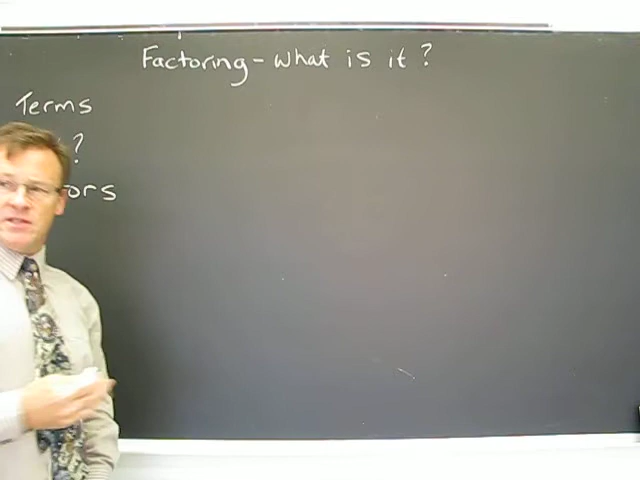 Factoring - What is it ?
Terms
?
ors